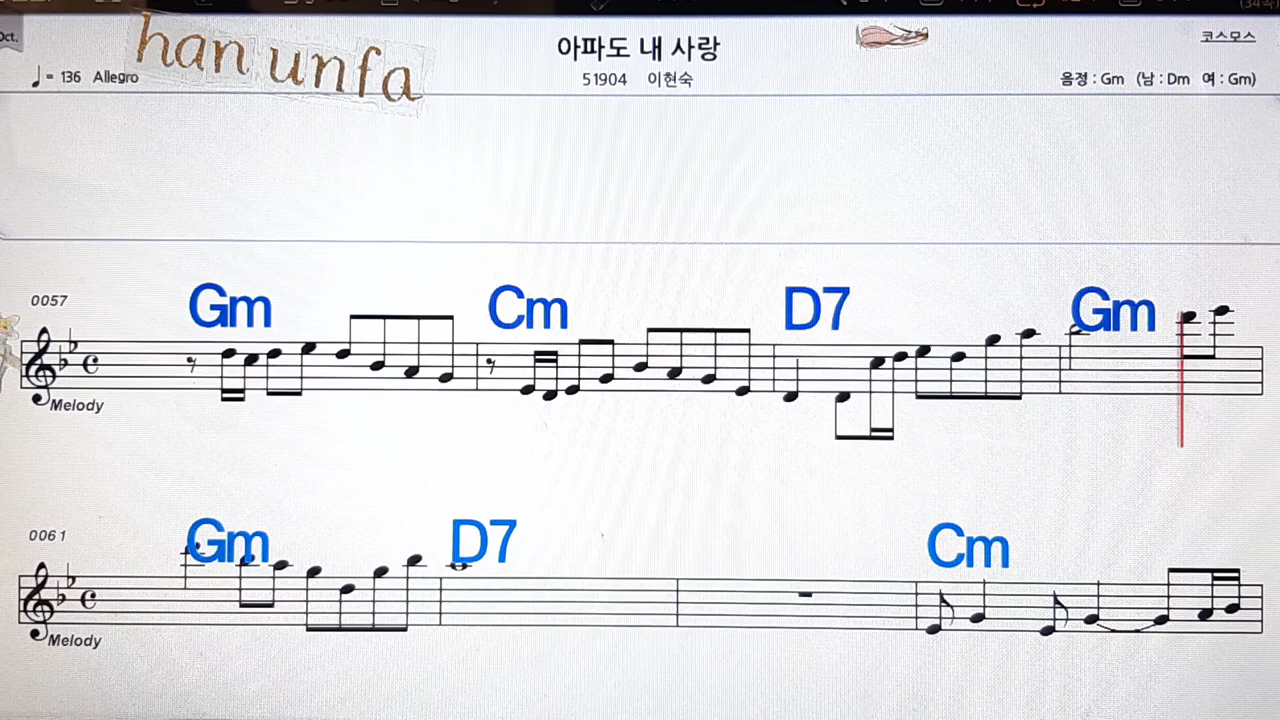 Oct.
han unfa
아파도 내 사랑
코스모스
♩= 136 Allegro
51904 이현숙
음정 : Gm (남 : Dm 여 : Gm)
0057
Gm Cm D7 Gm
Melody
0061
Gm D7 Cm
Melody